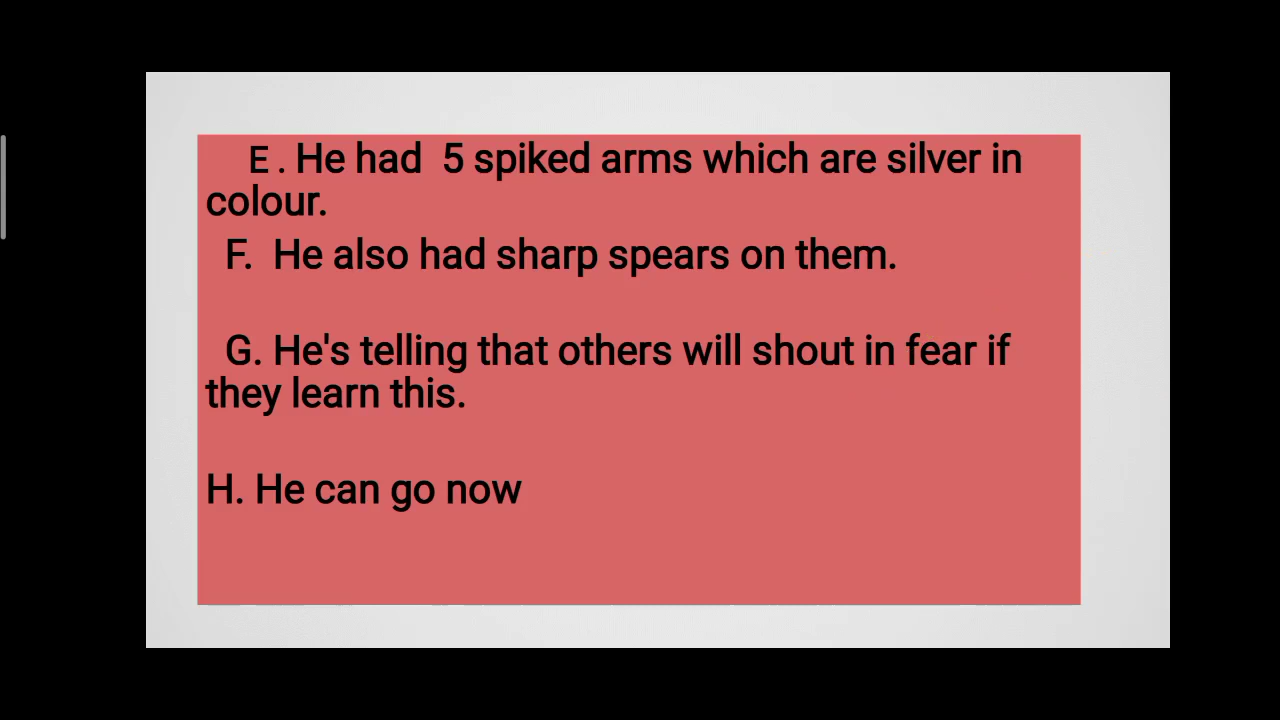 E . He had  5 spiked arms which are silver in
colour.
F.  He also had sharp spears on them.
G. He's telling that others will shout in fear if
they learn this.
H. He can go now